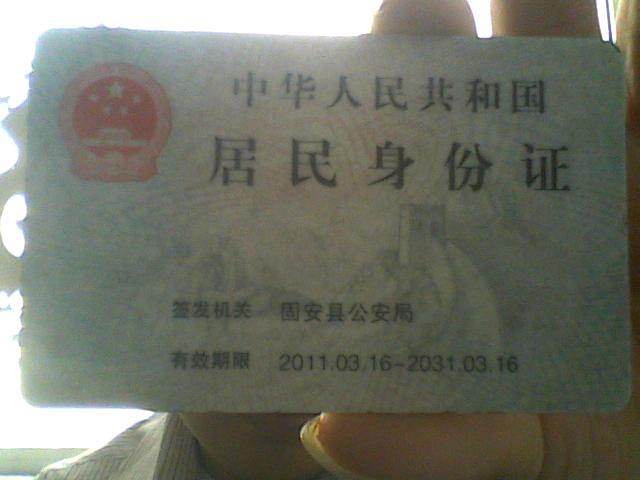 中华人民共和国
居民身份证
签发机关 固安县公安局
有效期限 2011.03.16-2031.03.16